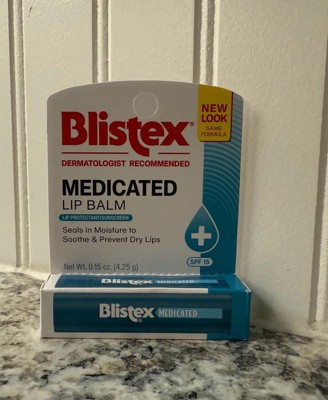 NEW
LOOK
SAME
FORMULA
Blistex®
DERMATOLOGIST RECOMMENDED
MEDICATED
LIP BALM
LIP PROTECTANT/SUNSCREEN
Seals in Moisture to
Soothe & Prevent Dry Lips
Net Wt. 0.15 oz. (4.25 g)
SPF 15
Blistex® MEDICATED